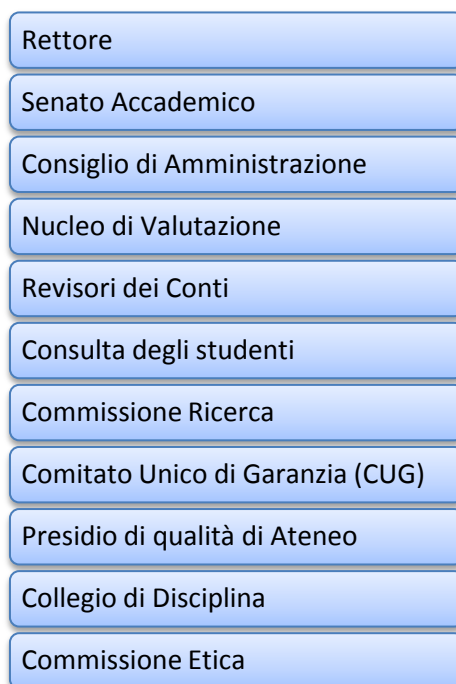 Rettore
Senato Accademico
Consiglio di Amministrazione
Nucleo di Valutazione
Revisori dei Conti
Consulta degli studenti
Commissione Ricerca
Comitato Unico di Garanzia (CUG)
Presidio di qualità di Ateneo
Collegio di Disciplina
Commissione Etica